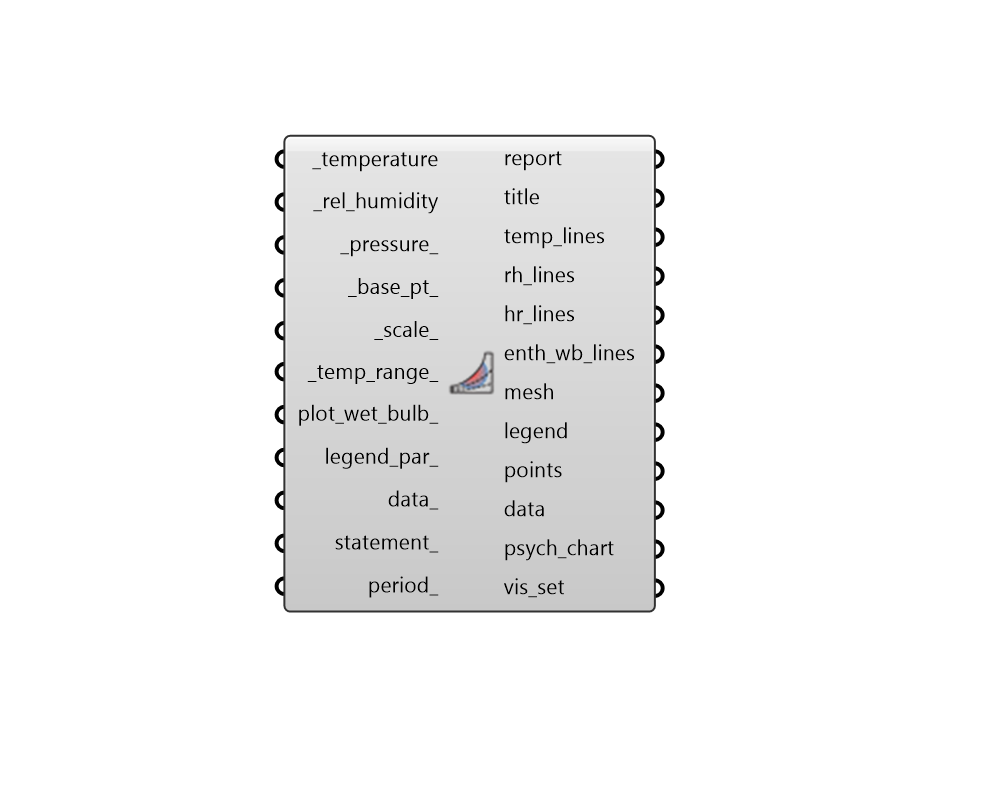 _temperature
_rel_humidity
_pressure_
_base_pt_
_scale_
_temp_range_
plot_wet_bulb_
legend_par_
data_
statement_
period_
report
title
temp_lines
rh_lines
hr_lines
enth_wb_lines
mesh
legend
points
data
psych_chart
vis_set